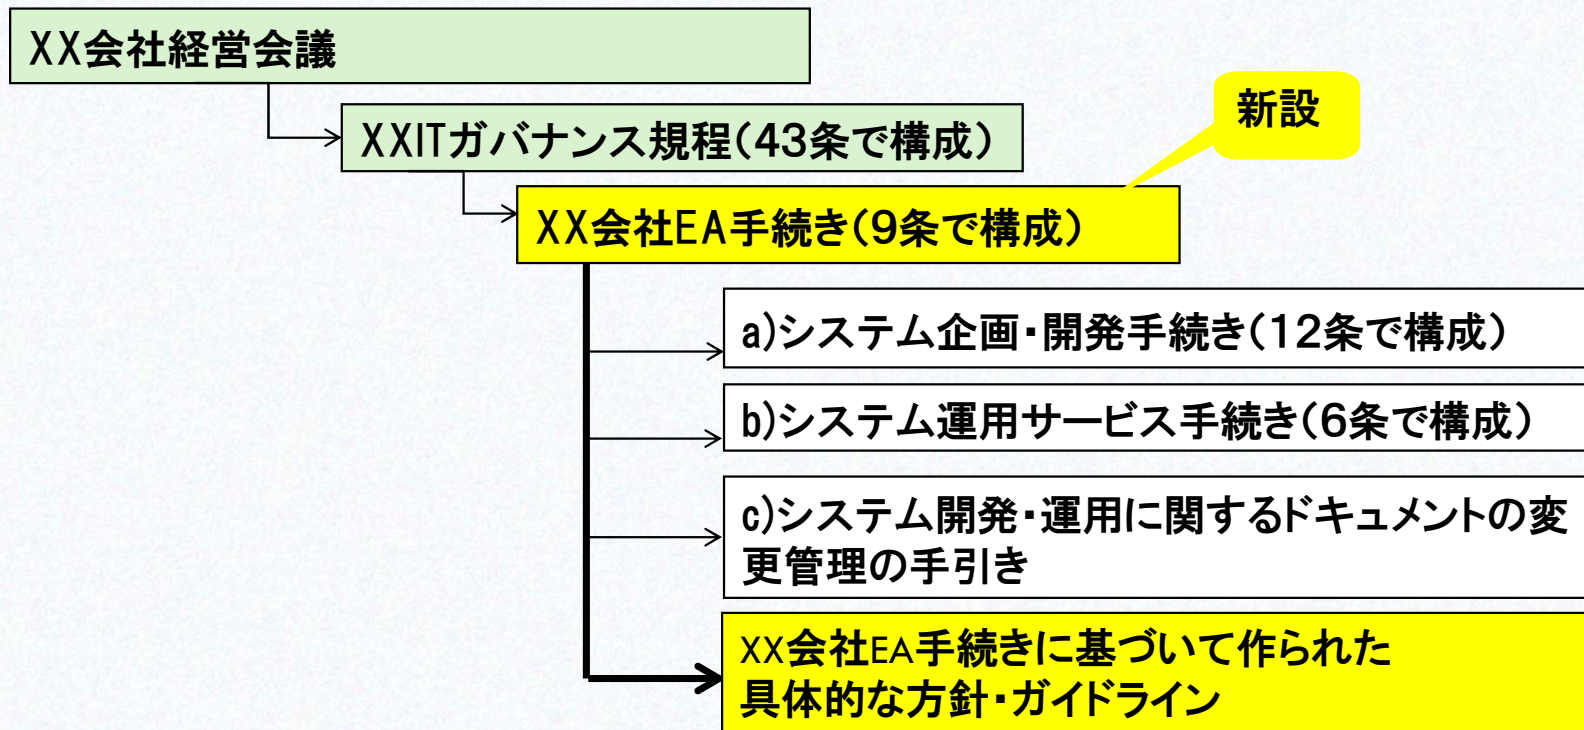 XX会社経営会議
新設
XXITガバナンス規程(43条で構成)
XX会社EA手続き(9条で構成)
a)システム企画・開発手続き(12条で構成)
b)システム運用サービス手続き(6条で構成)
c)システム開発・運用に関するドキュメントの変
更管理の手引き
XX会社EA手続きに基づいて作られた
具体的な方針・ガイドライン